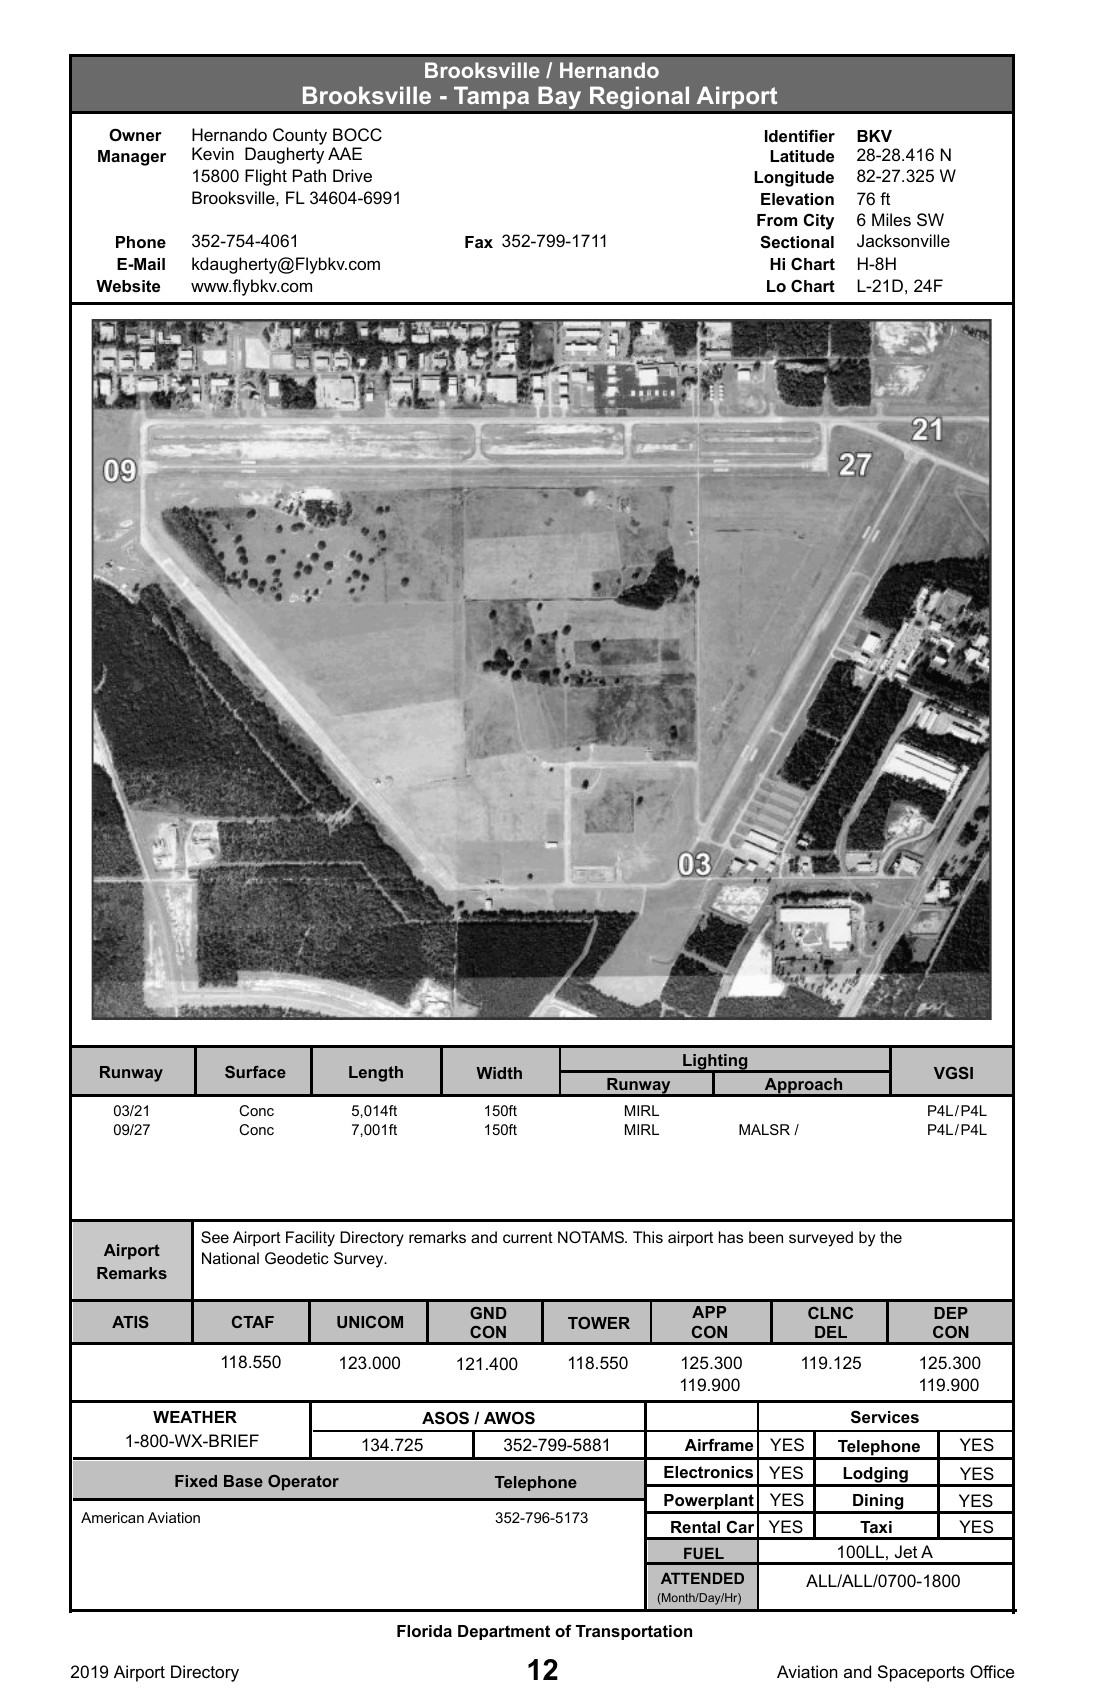 Brooksville / Hernando
Brooksville - Tampa Bay Regional Airport
Owner Hernando County BOCC Identifier BKV
Manager Kevin Daugherty AAE Latitude 28-28.416 N
15800 Flight Path Drive Longitude 82-27.325 W
Brooksville, FL 34604-6991 Elevation 76 ft
From City 6 Miles SW
Phone 352-754-4061 Fax 352-799-1711 Sectional Jacksonville
E-Mail kdaugherty@Flybkv.com Hi Chart H-8H
Website www.flybkv.com Lo Chart L-21D, 24F
21
09 27
03
Runway Surface Length Width Lighting VGSI
Runway Approach
03/21 Conc 5,014ft 150ft MIRL P4L/P4L
09/27 Conc 7,001ft 150ft MIRL MALSR / P4L/P4L
Airport Remarks See Airport Facility Directory remarks and current NOTAMS. This airport has been surveyed by the
National Geodetic Survey.
ATIS CTAF UNICOM GND CON TOWER APP CON CLNC DEL DEP CON
118.550 123.000 121.400 118.550 125.300 119.125 125.300
119.900 119.900
WEATHER ASOS / AWOS Services
1-800-WX-BRIEF 134.725 352-799-5881 Airframe YES Telephone YES
Fixed Base Operator Telephone Electronics YES Lodging YES
Powerplant YES Dining YES
American Aviation 352-796-5173 Rental Car YES Taxi YES
FUEL 100LL, Jet A
ATTENDED ALL/ALL/0700-1800
(Month/Day/Hr)
Florida Department of Transportation
2019 Airport Directory 12 Aviation and Spaceports Office